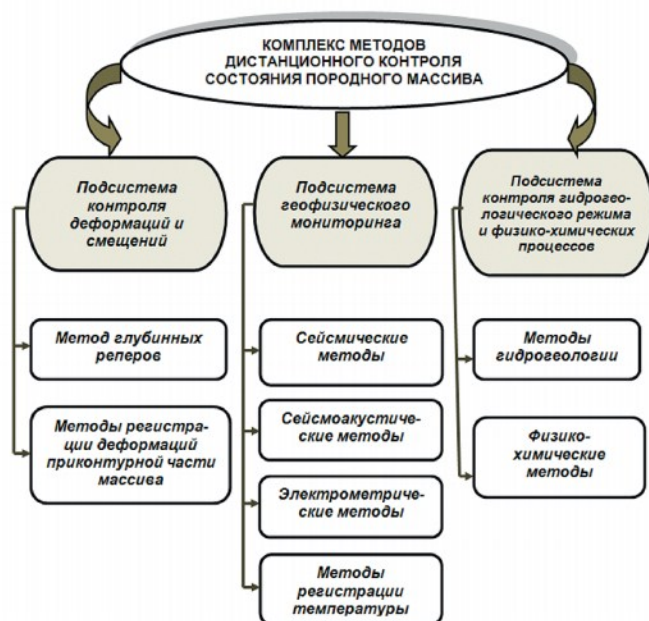 КОМПЛЕКС МЕТОДОВ
ДИСТАНЦИОННОГО КОНТРОЛЯ
СОСТОЯНИЯ ПОРОДНОГО МАССИВА
Подсистема
контроля
деформаций и
смещений
Метод глубинных
реперов
Методы регистра-
ции деформаций
приконтурной части
массива
Подсистема
геофизического
мониторинга
Сейсмические
методы
Сейсмоакустиче-
ские методы
Электрометриче-
ские методы
Методы
регистрации
температуры
Подсистема
контроля гидрогео-
логического режима
и физико-химических
процессов
Методы
гидрогеологии
Физико-
химические
методы